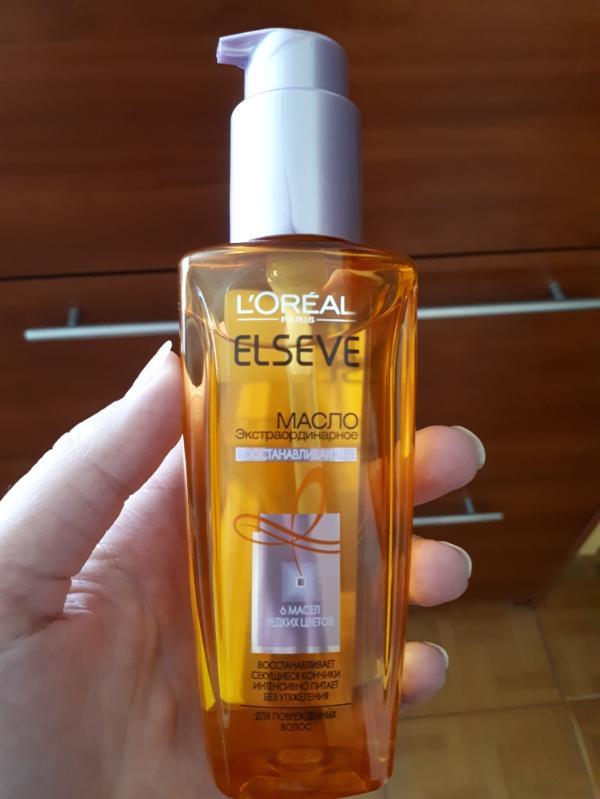 L'ORÉAL
PARIS
ELSEVE
МАСЛО
Экстраординарное
ВОССТАНАВЛИВАЮЩЕЕ
6 МАСЕЛ
РЕДКИХ ЦВЕТОВ
ВОССТАНАВЛИВАЕТ
СЕКУЩИЕСЯ КОНЧИКИ
ИНТЕНСИВНО ПИТАЕТ
БЕЗ УТЯЖЕЛЕНИЯ
ДЛЯ ПОВРЕЖДЕННЫХ
ВОЛОС